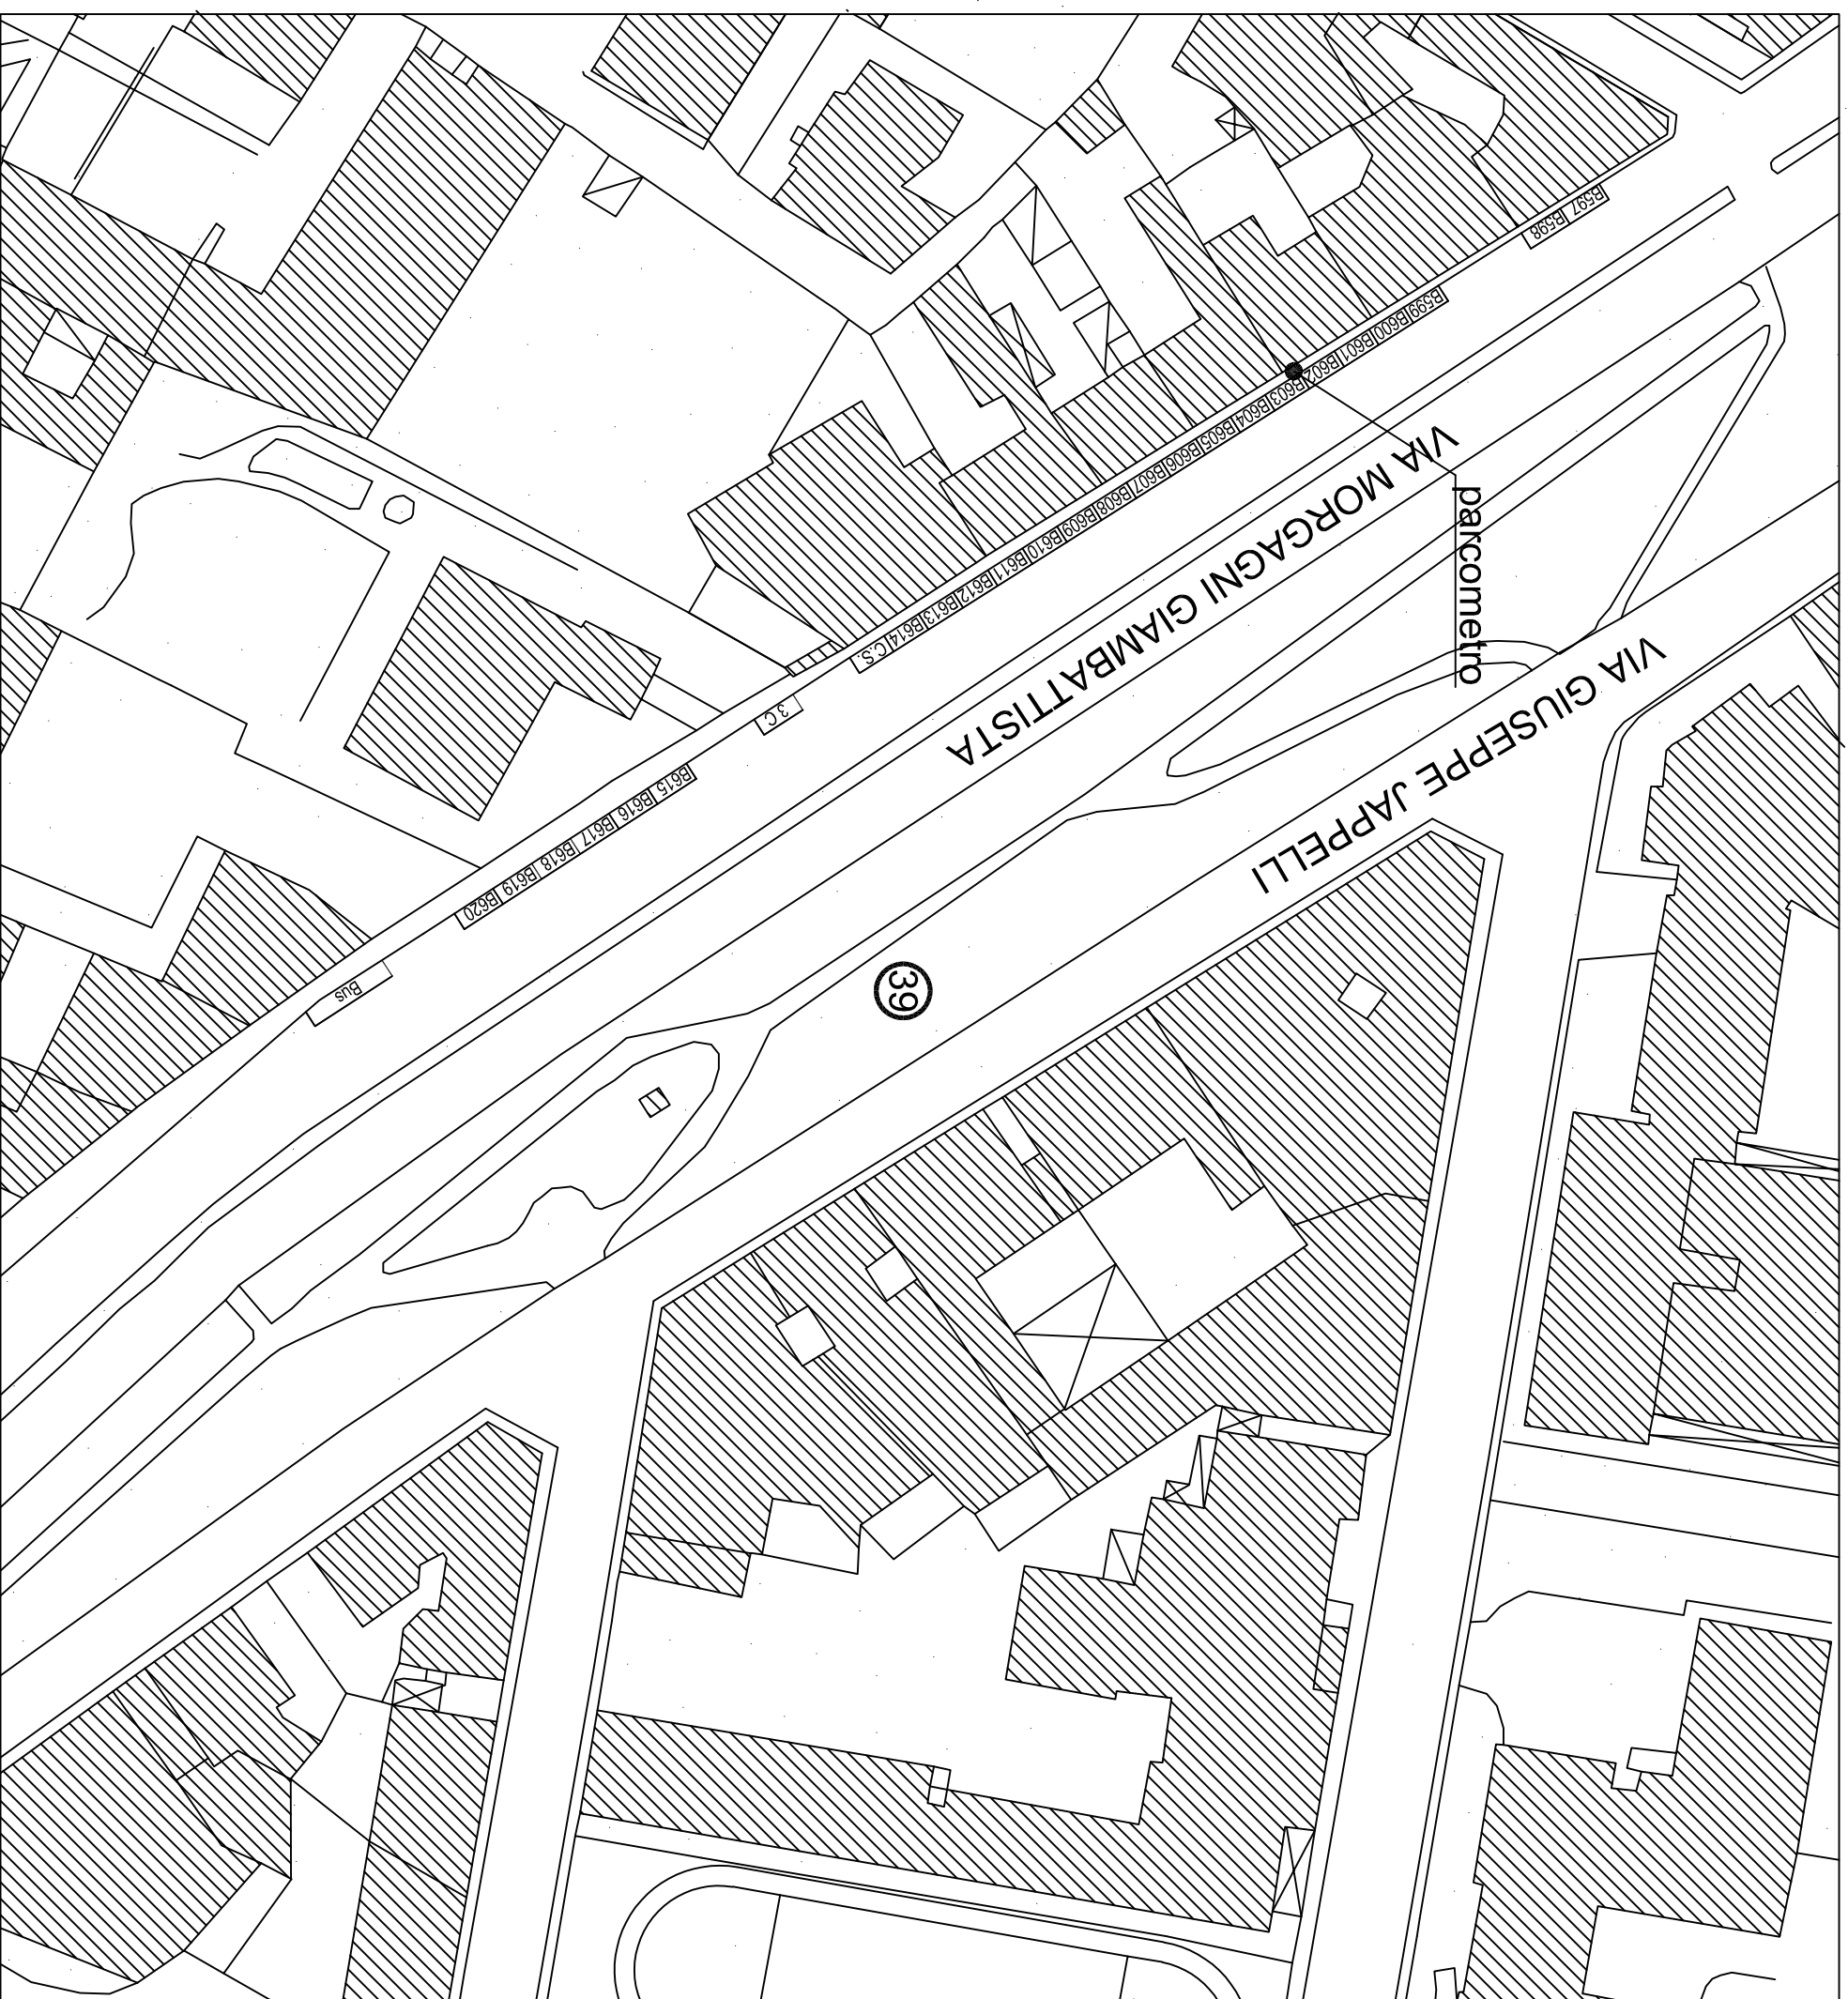 B597
B598
B599
B600
B601
B602
B603
B604
B605
B606
B607
B608
B609
B610
B611
B612
B613
B614
C.S.
3 C
B615
B616
B617
B618
B619
B620
Bus
VIA MORGAGNI GIAMBATTISTA
parcometro
VIA GIUSEPPE JAPPELLI
39